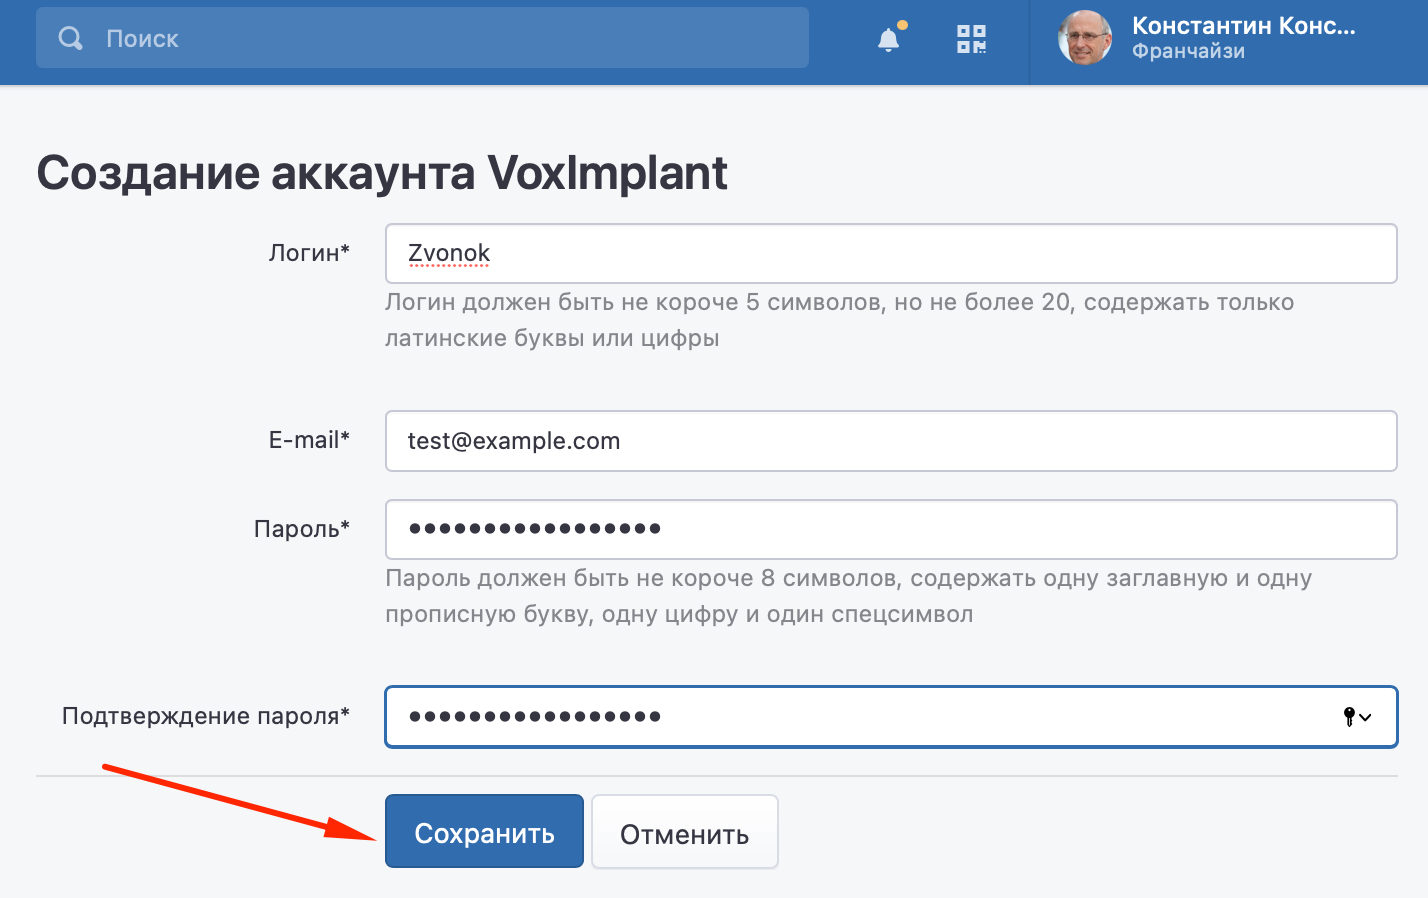 Поиск
Константин Конс...
Франчайзи
Создание аккаунта VoxImplant
Логин*
Zvonok
Логин должен быть не короче 5 символов, но не более 20, содержать только
латинские буквы или цифры
E-mail*
test@example.com
Пароль*
•••••••••••••••••
Пароль должен быть не короче 8 символов, содержать одну заглавную и одну
прописную букву, одну цифру и один спецсимвол
Подтверждение пароля*
•••••••••••••••••
Сохранить
Отменить